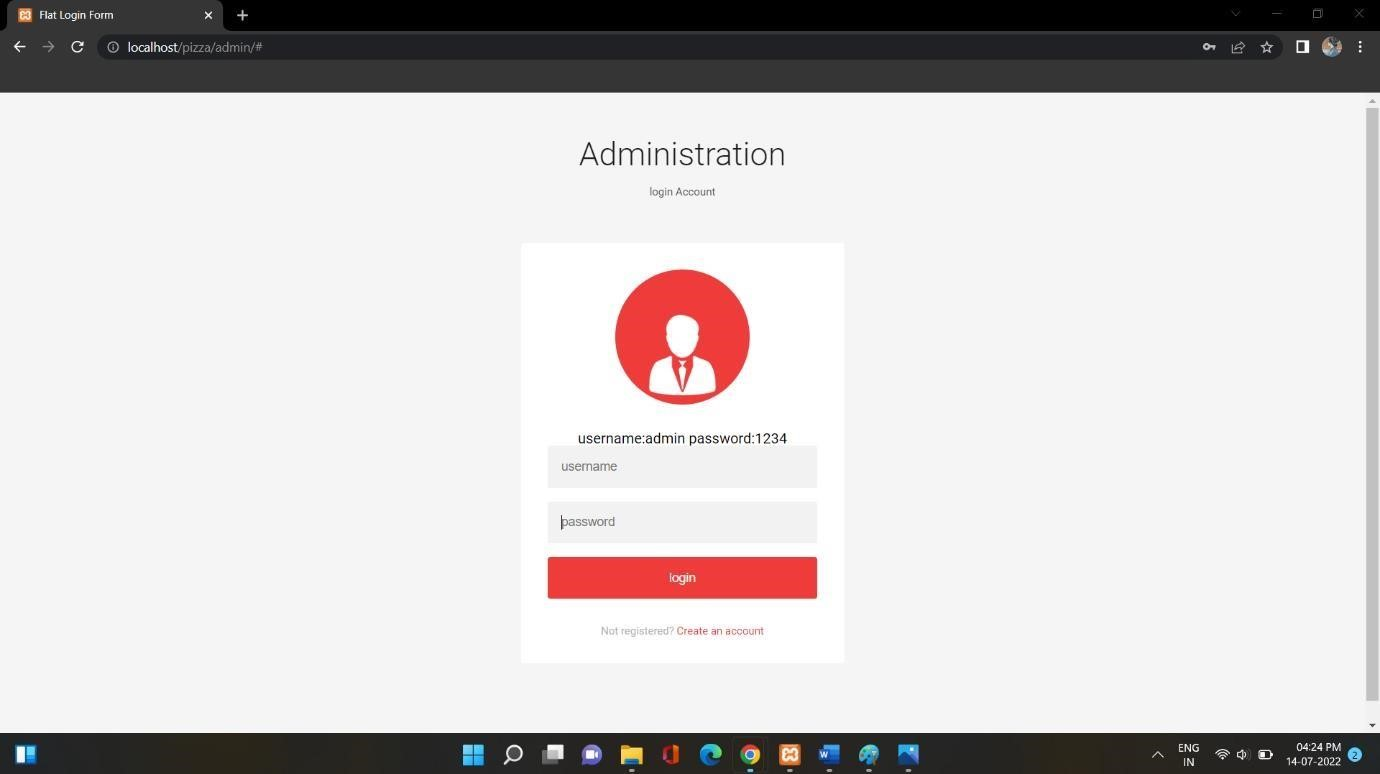 Flat Login Form
localhost/pizza/admin/#
Administration
login Account
username:admin password:1234
username
password
login
Not registered? Create an account
ENG
IN
04:24 PM
14-07-2022
2